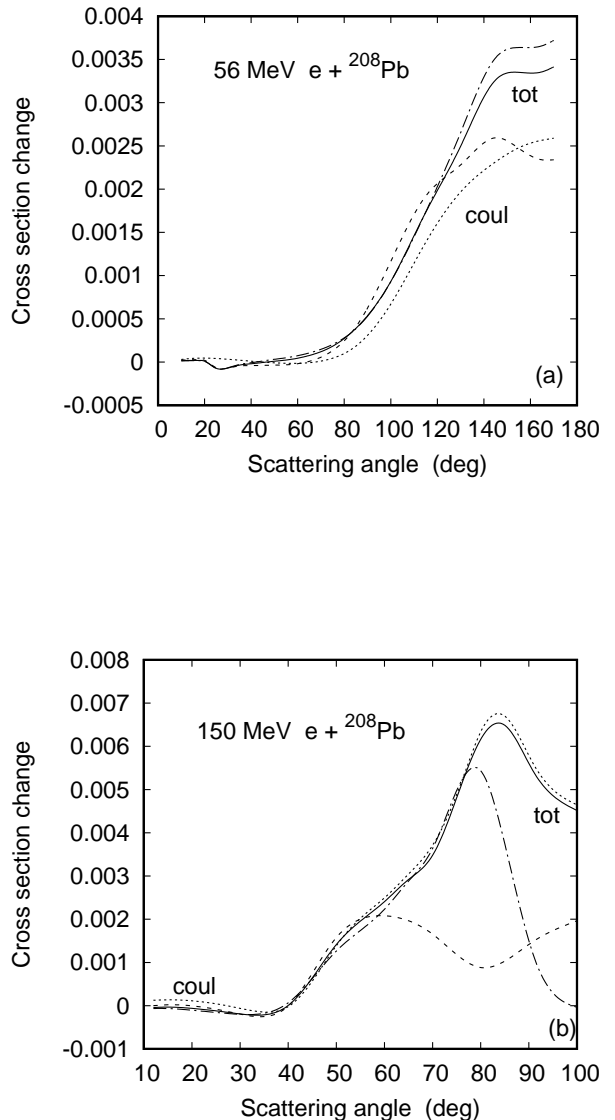 0.004
0.0035
0.003
0.0025
0.002
0.0015
0.001
0.0005
0
-0.0005
Cross section change
56 MeV e + ²⁰⁸Pb
tot
coul
(a)
0 20 40 60 80 100 120 140 160 180
Scattering angle (deg)
0.008
0.007
0.006
0.005
0.004
0.003
0.002
0.001
0
-0.001
Cross section change
150 MeV e + ²⁰⁸Pb
tot
coul
(b)
10 20 30 40 50 60 70 80 90 100
Scattering angle (deg)